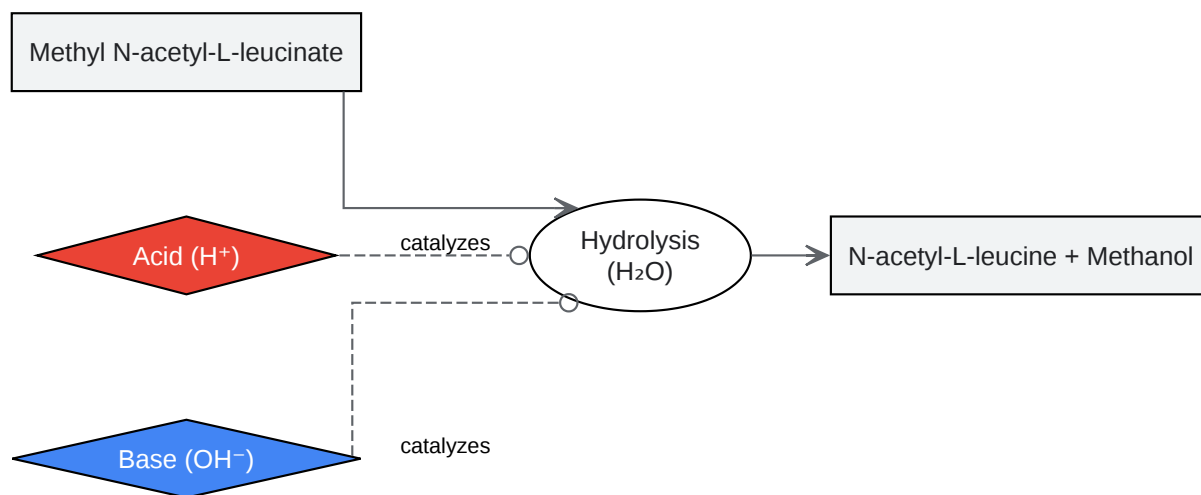 Methyl N-acetyl-L-leucinate
Acid (H⁺)
catalyzes
Hydrolysis
(H₂O)
N-acetyl-L-leucine + Methanol
Base (OH⁻)
catalyzes